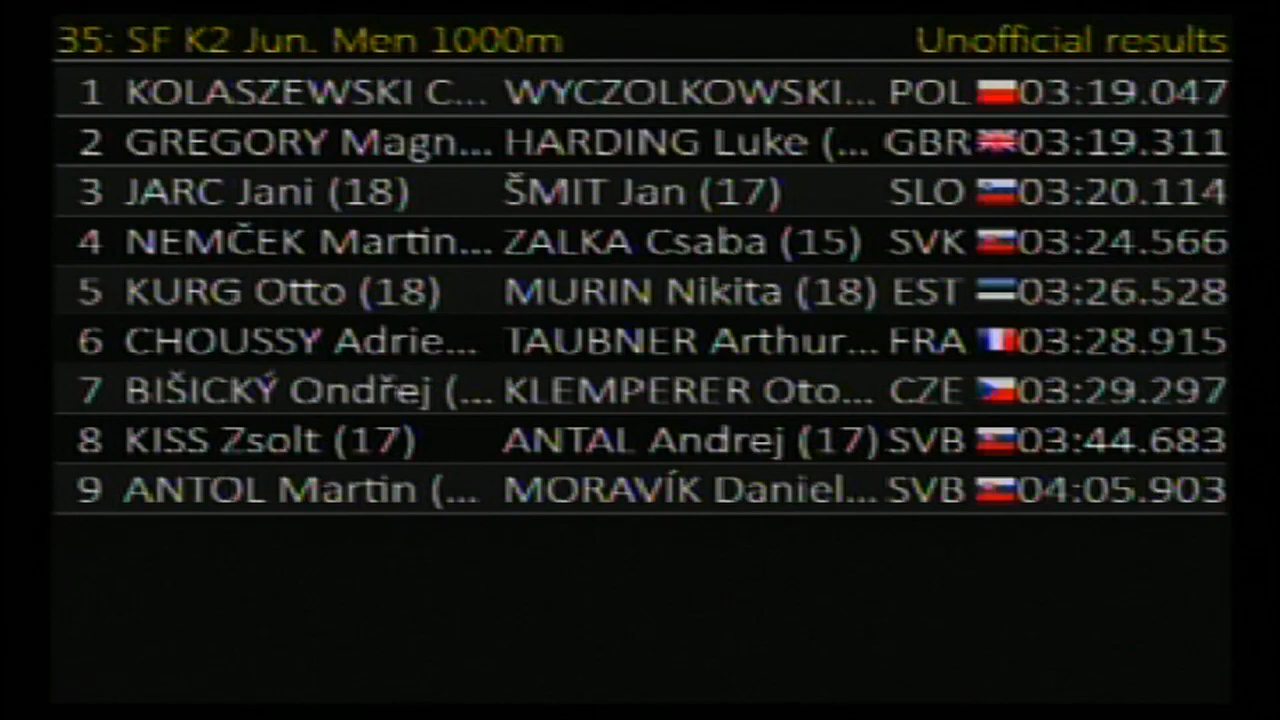 35: SF K2 Jun. Men 1000m Unofficial results
1 KOLASZEWSKI C... WYCZOLKOWSKI... POL 03:19.047
2 GREGORY Magn... HARDING Luke (... GBR 03:19.311
3 JARC Jani (18) ŠMIT Jan (17) SLO 03:20.114
4 NEMČEK Martin... ZALKA Csaba (15) SVK 03:24.566
5 KURG Otto (18) MURIN Nikita (18) EST 03:26.528
6 CHOUSSY Adrie... TAUBNER Arthur... FRA 03:28.915
7 BIŠICKÝ Ondřej (... KLEMPERER Oto... CZE 03:29.297
8 KISS Zsolt (17) ANTAL Andrej (17) SVB 03:44.683
9 ANTOL Martin (... MORAVÍK Daniel... SVB 04:05.903